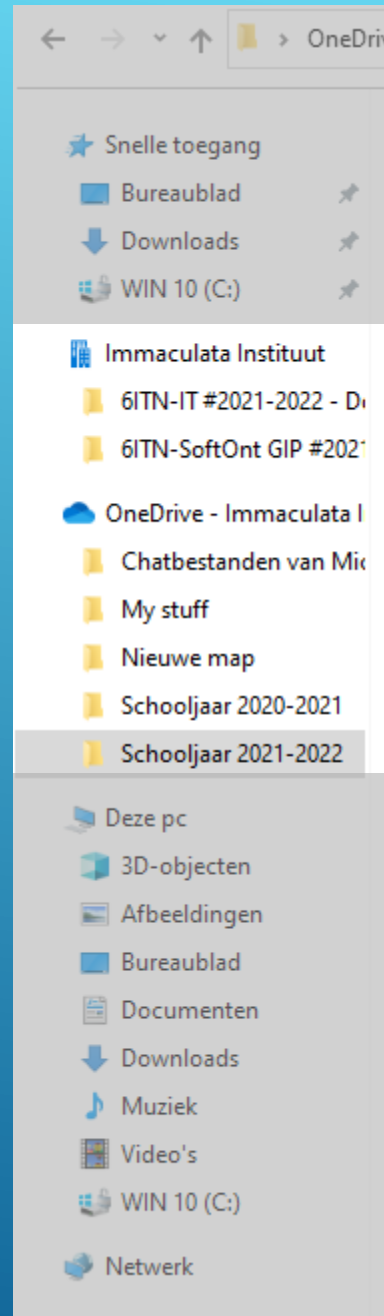 OneDriv
Snelle toegang
Bureaublad
Downloads
WIN 10 (C:)
Immaculata Instituut
6ITN-IT #2021-2022 - D
6ITN-SoftOnt GIP #2021
OneDrive - Immaculata I
Chatbestanden van Mic
My stuff
Nieuwe map
Schooljaar 2020-2021
Schooljaar 2021-2022
Deze pc
3D-objecten
Afbeeldingen
Bureaublad
Documenten
Downloads
Muziek
Video's
WIN 10 (C:)
Netwerk